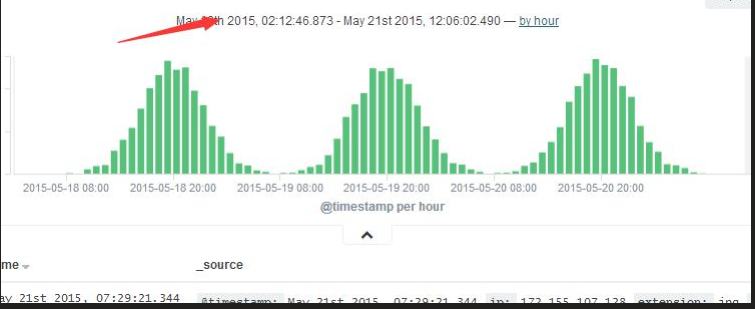 May 2015, 02:12:46.873 - May 21st 2015, 12:06:02.490 — by hour
2015-05-18 08:00 2015-05-18 20:00 2015-05-19 08:00 2015-05-19 20:00 2015-05-20 08:00 2015-05-20 20:00
@timestamp per hour
me _source
ay 21st 2015, 07:29:21.344 @timestamp: May 21st 2015, 07:29:21.344 ip: 172.155.107.128 extension: jpg